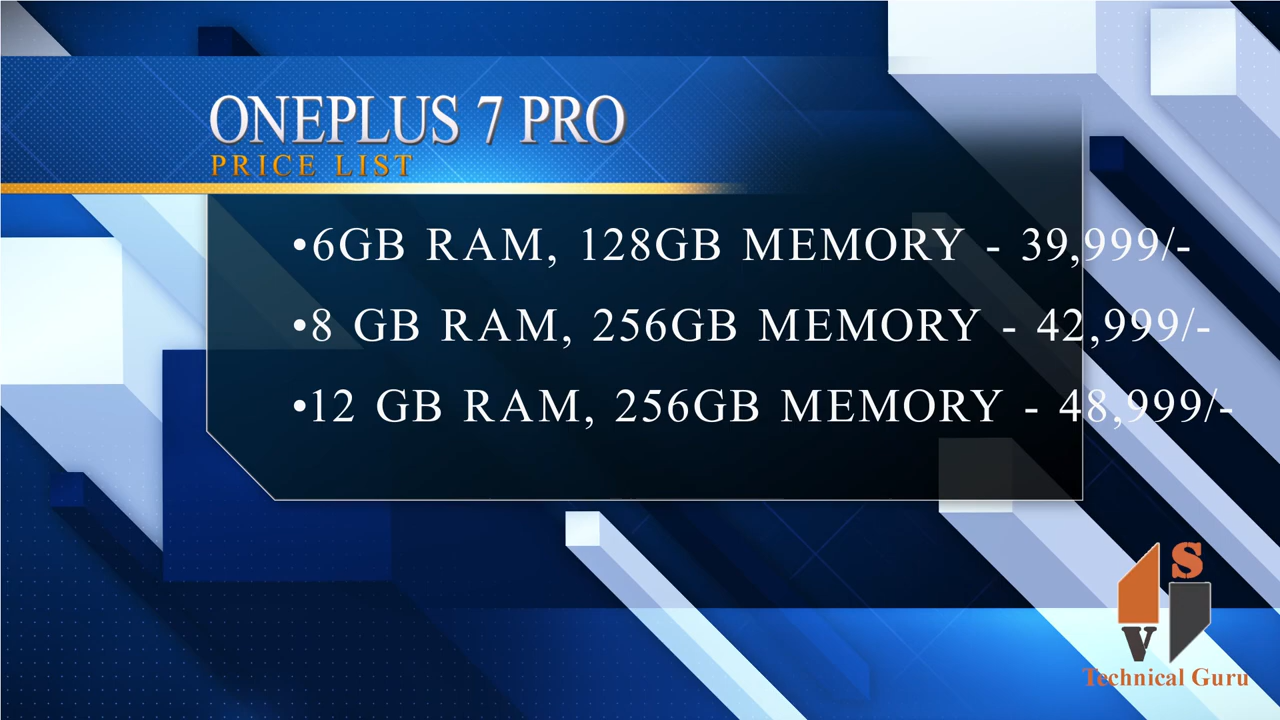 ONEPLUS 7 PRO
PRICE LIST
•6GB RAM, 128GB MEMORY - 39,999/-
•8 GB RAM, 256GB MEMORY - 42,999/-
•12 GB RAM, 256GB MEMORY - 48,999/-
S
V
Technical Guru